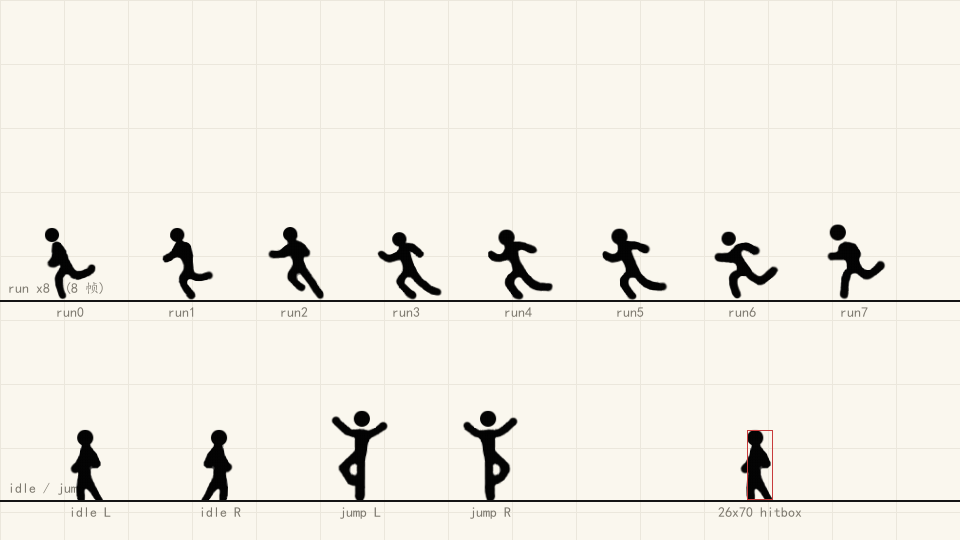 run x8 (8 帧)
run0 run1 run2 run3 run4 run5 run6 run7
idle / jum
idle L idle R jump L jump R 26x70 hitbox